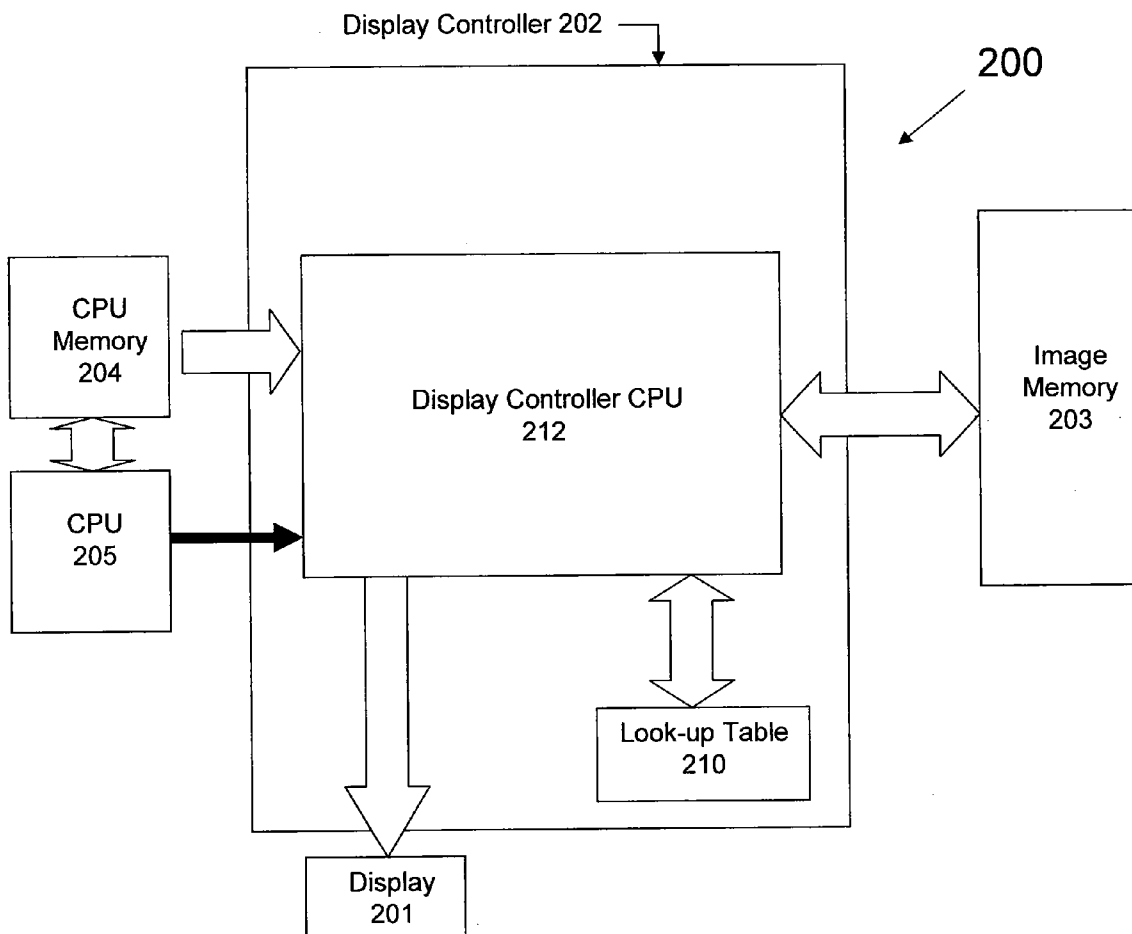 Display Controller 202
200
CPU
Memory
204
Display Controller CPU
212
Image
Memory
203
CPU
205
Look-up Table
210
Display
201